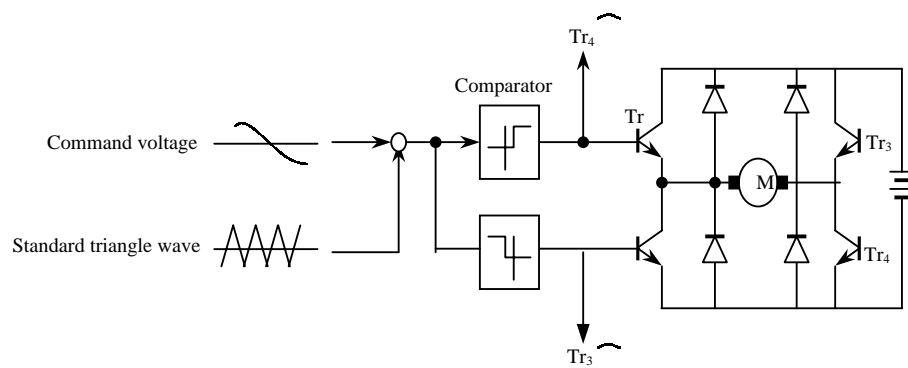 Tr₄ ⌒
Comparator
Command voltage
Tr
M
Tr₃
Standard triangle wave
Tr₄
Tr₃ ⌒